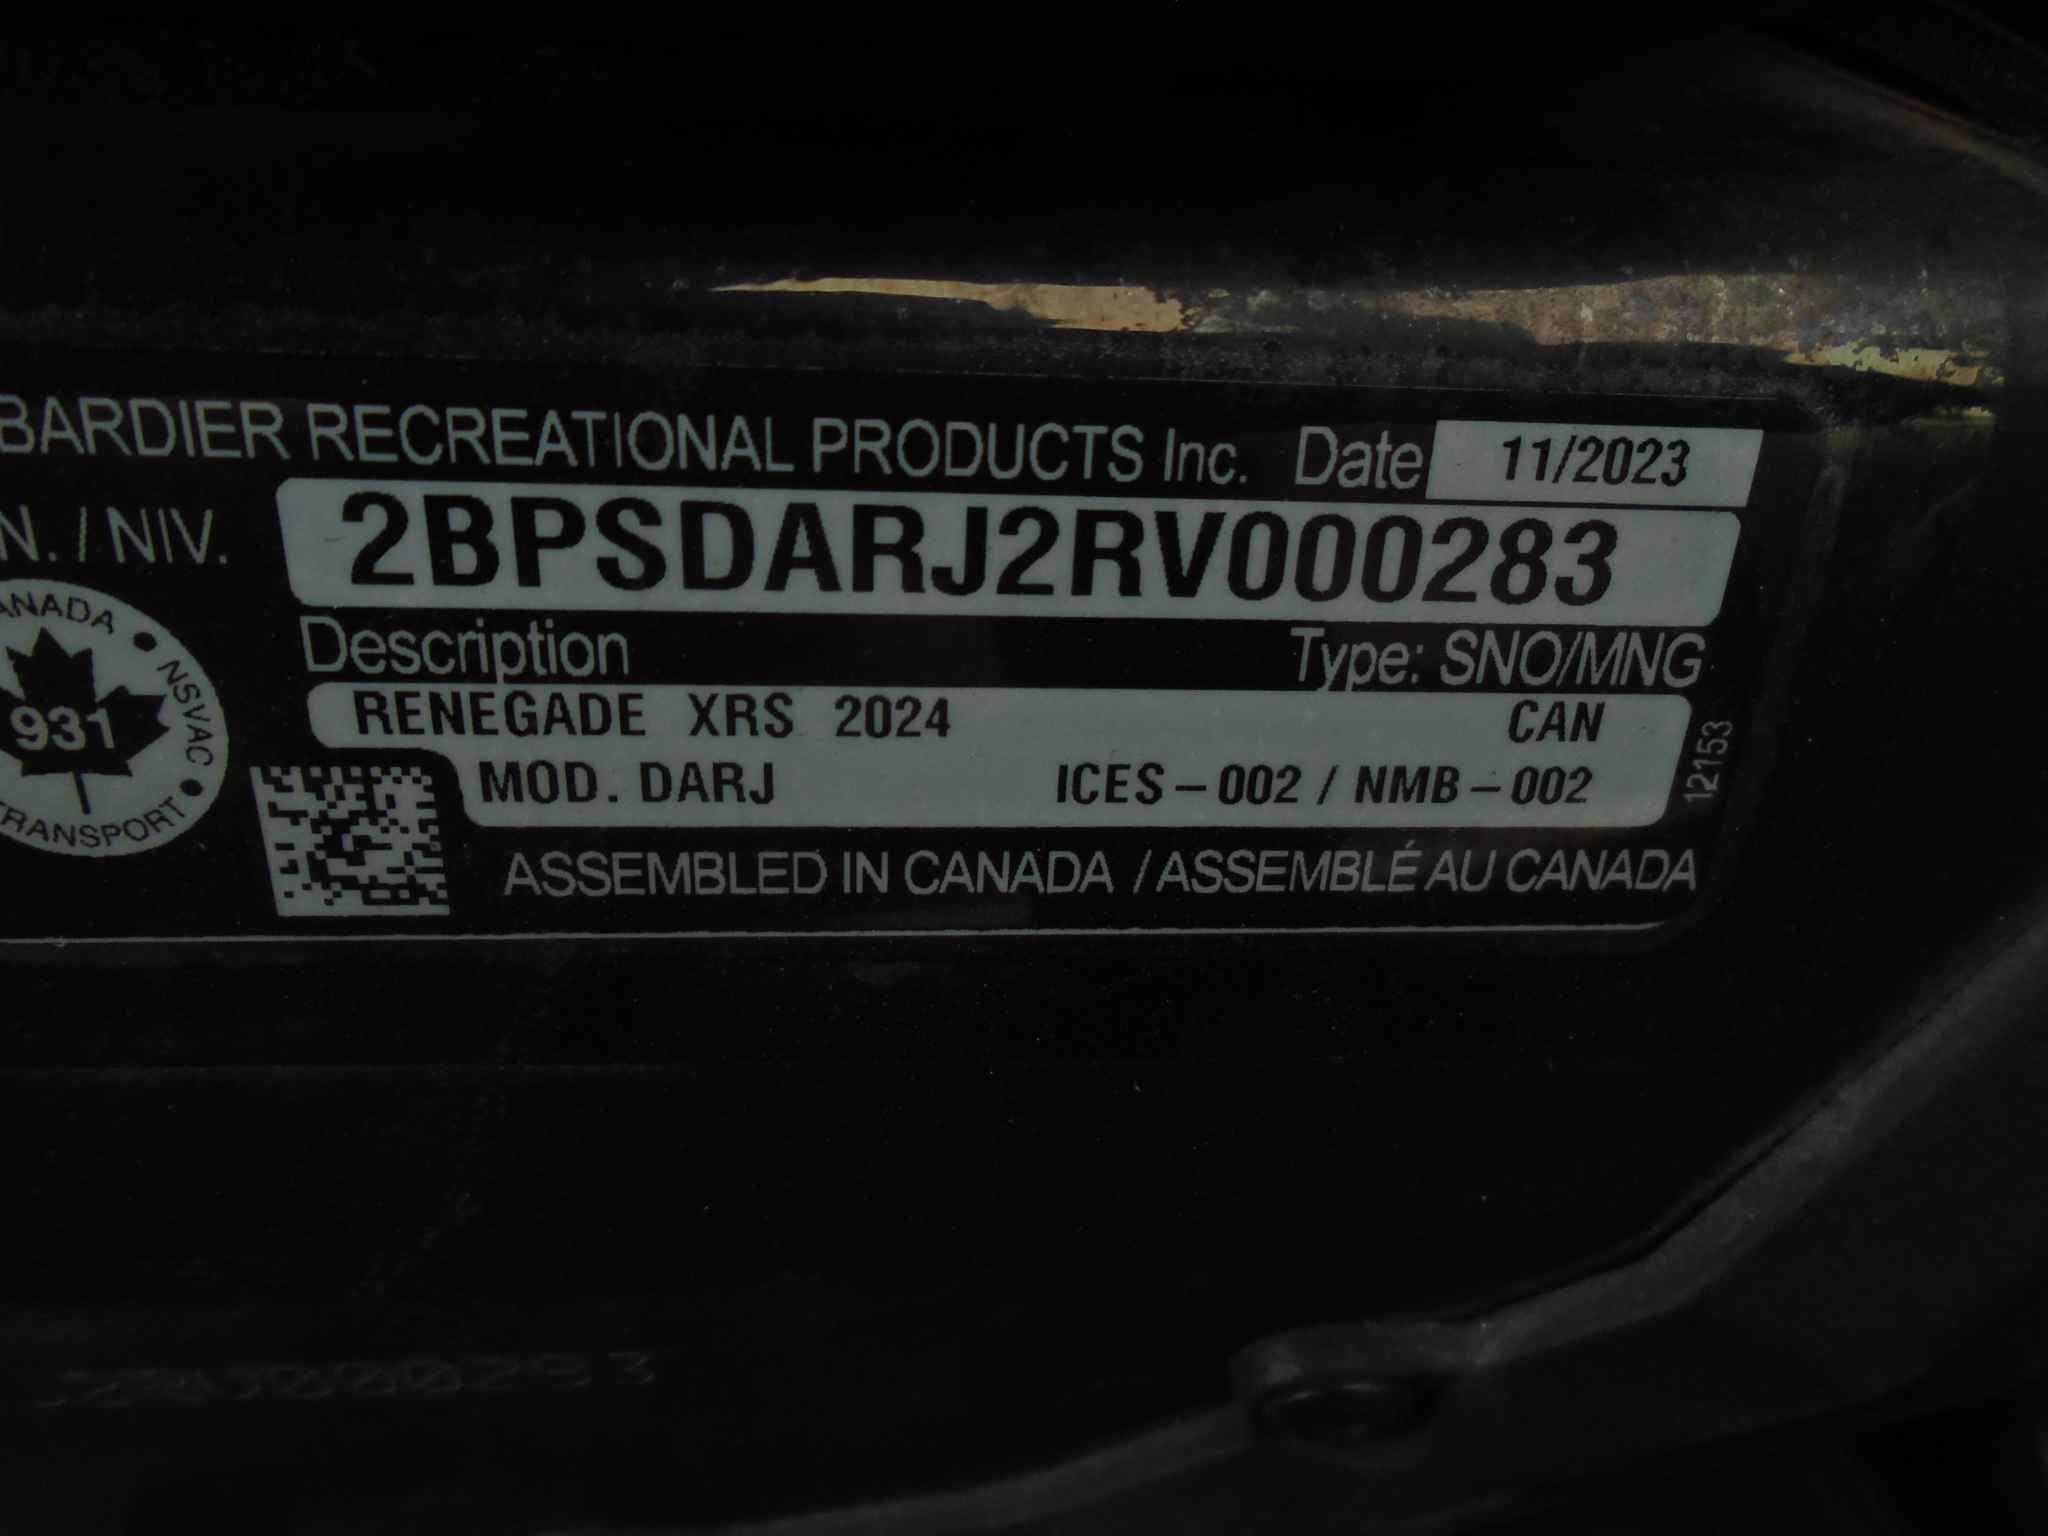 BARDIER RECREATIONAL PRODUCTS Inc. Date 11/2023
N. / NIV. 2BPSDARJ2RV000283
Description Type: SNO/MNG
RENEGADE XRS 2024 CAN
MOD. DARJ ICES-002 / NMB-002
12153
ANADA • NSVAC •
931
TRANSPORT
ASSEMBLED IN CANADA / ASSEMBLÉ AU CANADA